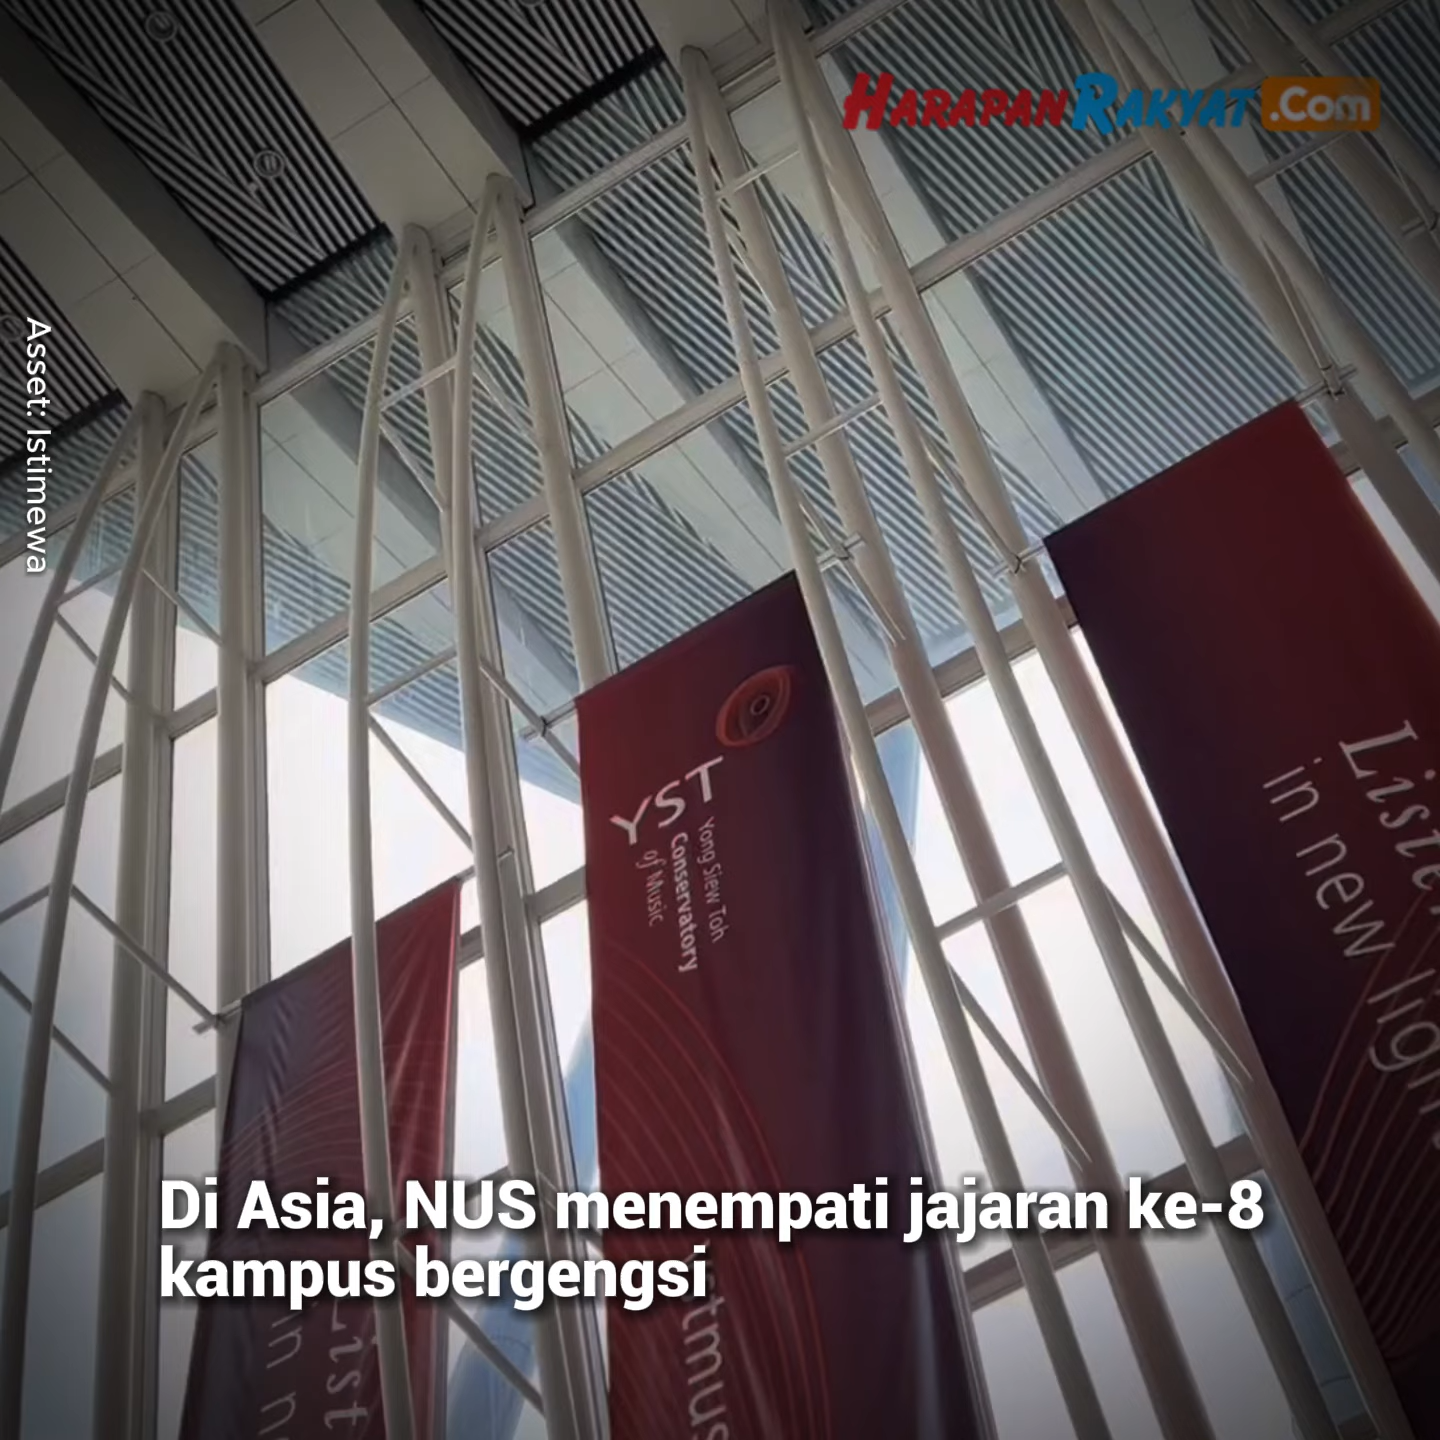 HARAPANRAKYAT.Com
Asset: Istimewa
YST
Yong Siew Toh
Conservatory
of Music
in new light
Di Asia, NUS menempati jajaran ke-8
kampus bergengsi